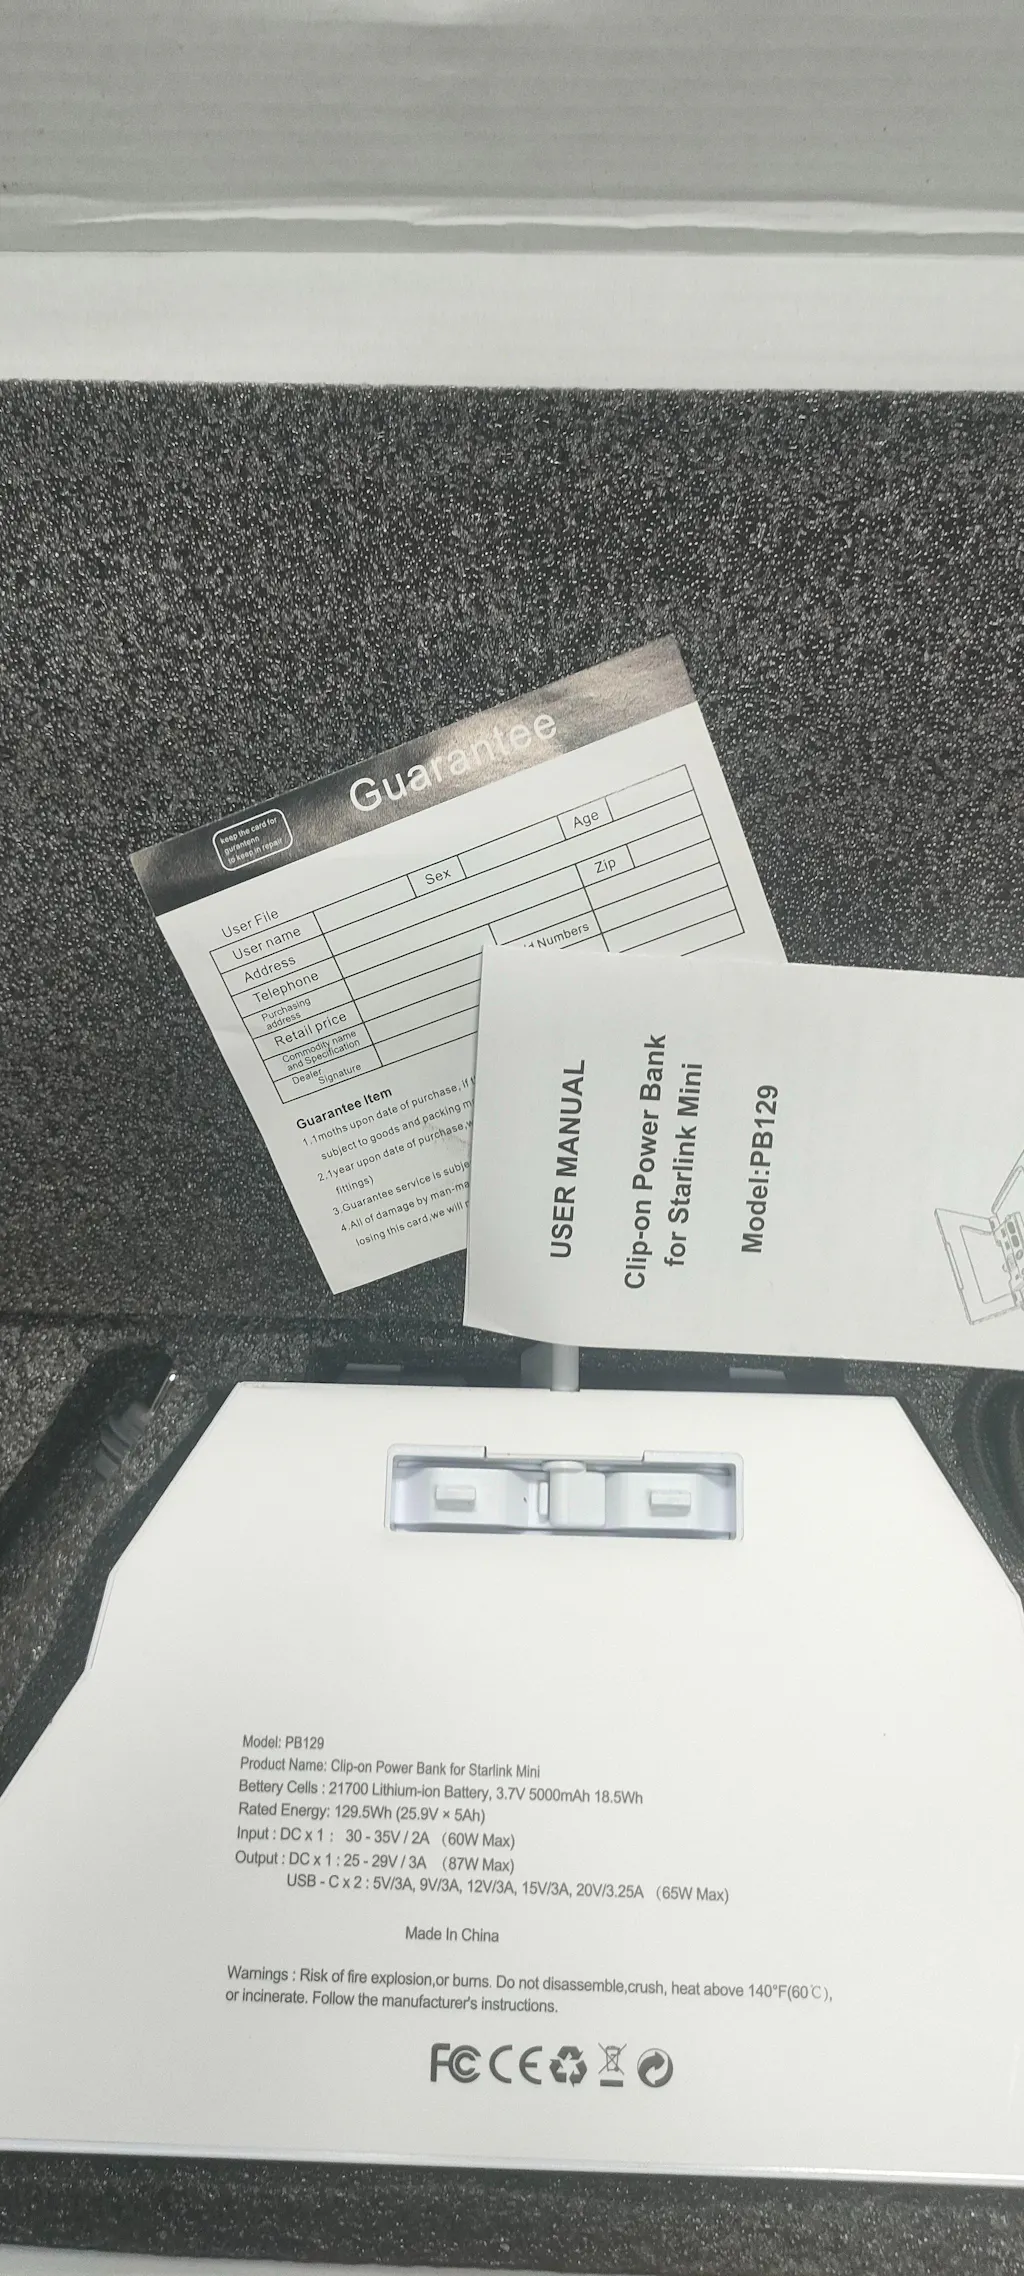 Guarantee
keep the card for
gurantenn
to keep in repair
User File
User name
Sex
Age
Address
Zip
Telephone
Numbers
Purchasing
address
Retail price
Commodity name
and Specification
Dealer
Signature
Guarantee Item
1.1moths upon date of purchase, if
subject to goods and packing
2.1year upon date of purchase,
fittings)
3.Guarantee service is
4.All of damage by
losing this card,we will
USER MANUAL
Clip-on Power Bank
for Starlink Mini
Model:PB129
Model: PB129
Product Name: Clip-on Power Bank for Starlink Mini
Bettery Cells : 21700 Lithium-ion Battery, 3.7V 5000mAh 18.5Wh
Rated Energy: 129.5Wh (25.9V × 5Ah)
Input : DC x 1 : 30 - 35V / 2A (60W Max)
Output : DC x 1 : 25 - 29V / 3A (87W Max)
USB - C x 2 : 5V/3A, 9V/3A, 12V/3A, 15V/3A, 20V/3.25A (65W Max)
Made In China
Warnings : Risk of fire explosion,or burns. Do not disassemble,crush, heat above 140°F(60℃),
or incinerate. Follow the manufacturer's instructions.
FC CE